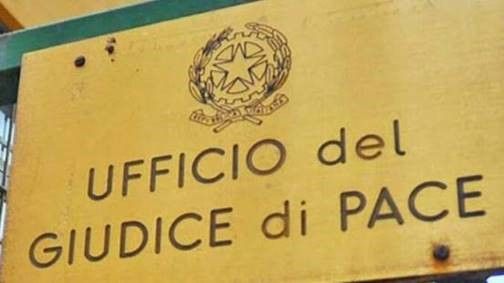 UFFICIO del
GIUDICE di PACE